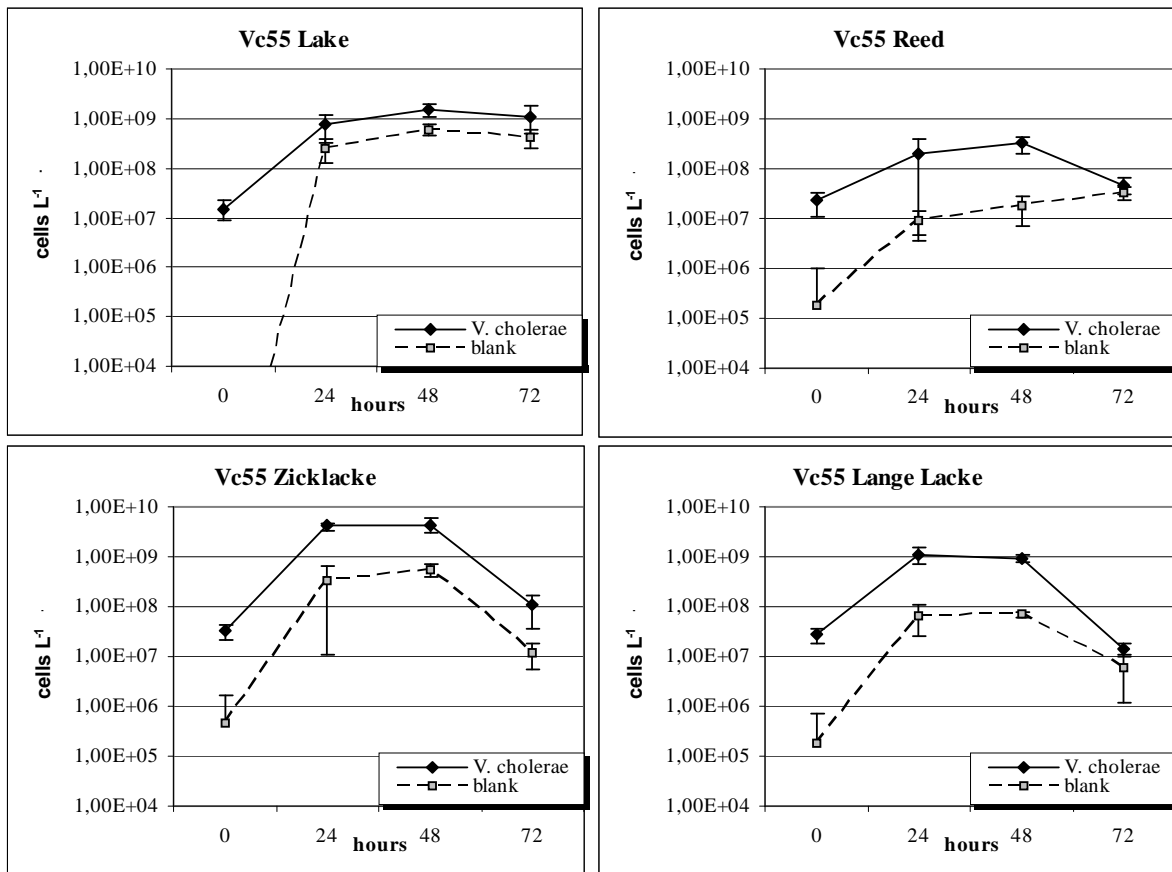 Vc55 Lake
1,00E+10
1,00E+09
1,00E+08
1,00E+07
1,00E+06
1,00E+05
1,00E+04
cells L⁻¹
0 24 48 72
hours
V. cholerae
blank
Vc55 Reed
1,00E+10
1,00E+09
1,00E+08
1,00E+07
1,00E+06
1,00E+05
1,00E+04
cells L⁻¹
0 24 48 72
hours
V. cholerae
blank
Vc55 Zicklacke
1,00E+10
1,00E+09
1,00E+08
1,00E+07
1,00E+06
1,00E+05
1,00E+04
cells L⁻¹
0 24 48 72
hours
V. cholerae
blank
Vc55 Lange Lacke
1,00E+10
1,00E+09
1,00E+08
1,00E+07
1,00E+06
1,00E+05
1,00E+04
cells L⁻¹
0 24 48 72
hours
V. cholerae
blank